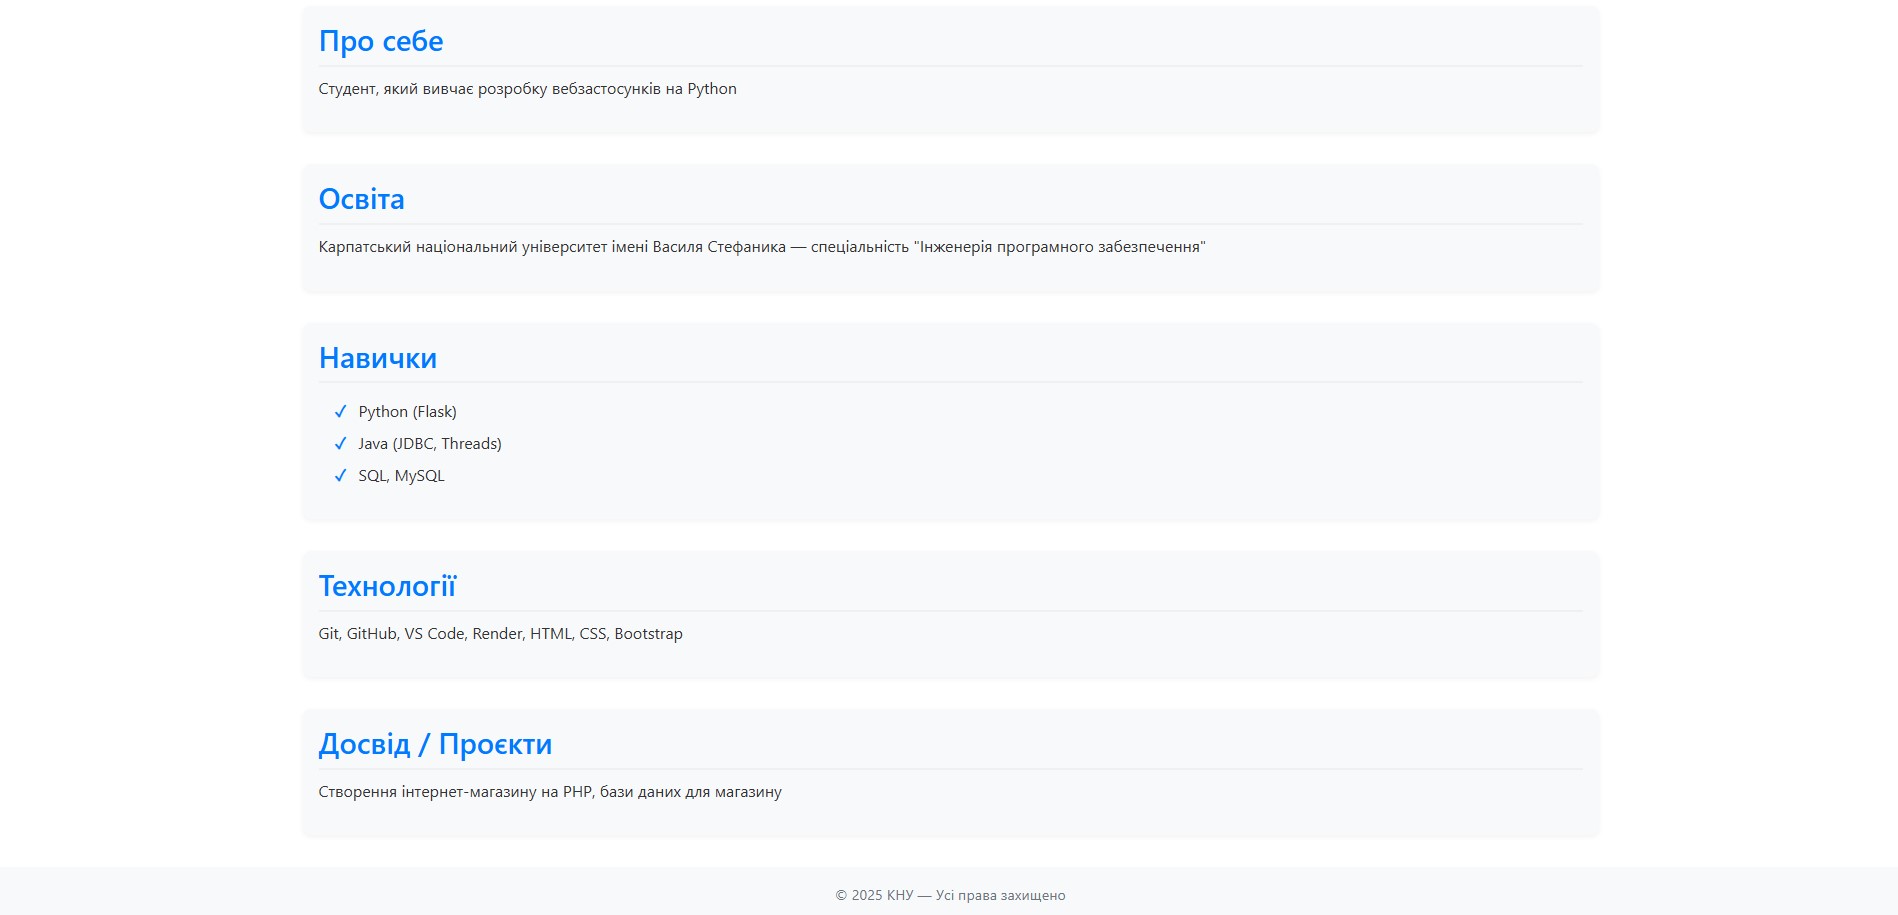 Про себе
Студент, який вивчає розробку вебзастосунків на Python
Освіта
Карпатський національний університет імені Василя Стефаника — спеціальність "Інженерія програмного забезпечення"
Навички
✓ Python (Flask)
✓ Java (JDBC, Threads)
✓ SQL, MySQL
Технології
Git, GitHub, VS Code, Render, HTML, CSS, Bootstrap
Досвід / Проєкти
Створення інтернет-магазину на PHP, бази даних для магазину
© 2025 КНУ — Усі права захищено